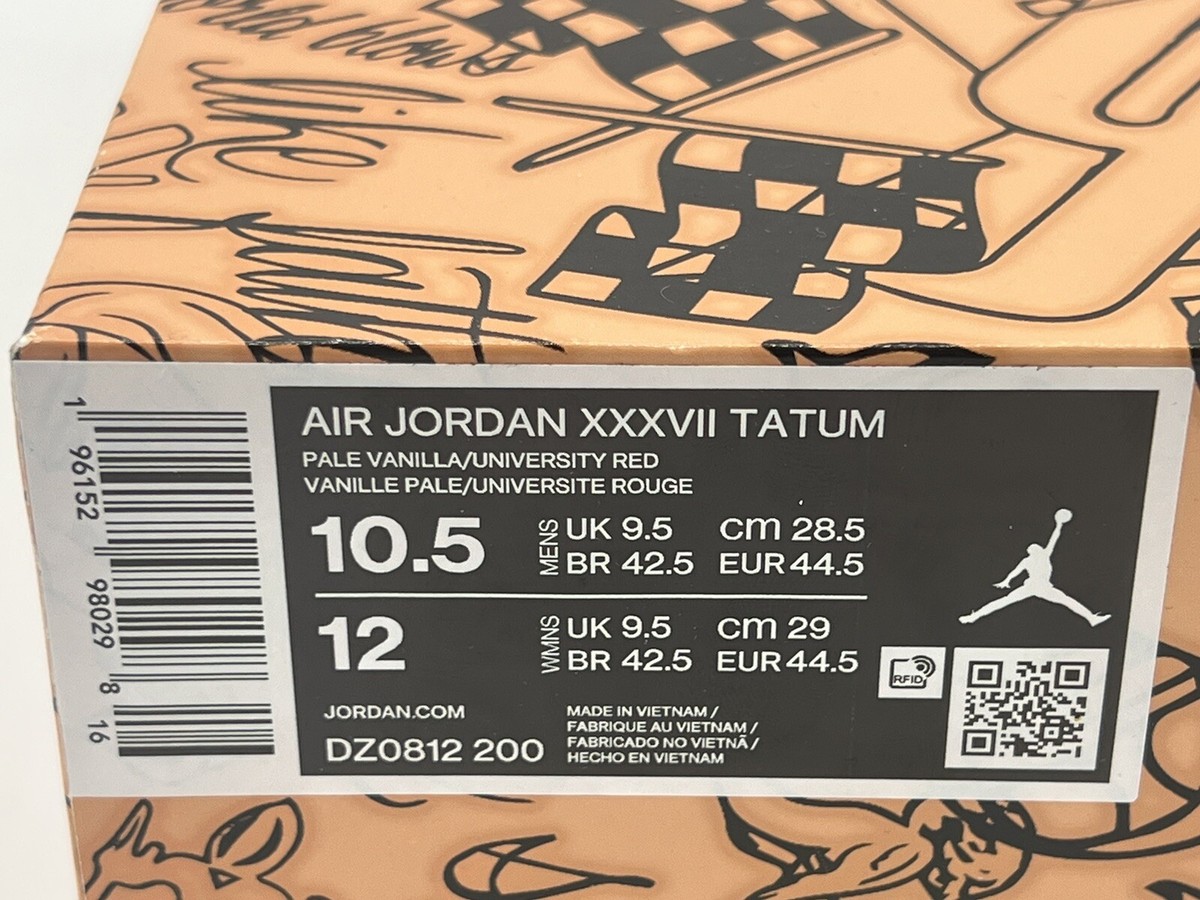 blows
like
Tatum
1 96152 98029 8 16
AIR JORDAN XXXVII TATUM
PALE VANILLA/UNIVERSITY RED
VANILLE PALE/UNIVERSITE ROUGE
10.5 MENS UK 9.5 cm 28.5
BR 42.5 EUR 44.5
12 WMNS UK 9.5 cm 29
BR 42.5 EUR 44.5
RFID
JORDAN.COM
DZ0812 200
MADE IN VIETNAM /
FABRIQUE AU VIETNAM /
FABRICADO NO VIETNÃ /
HECHO EN VIETNAM